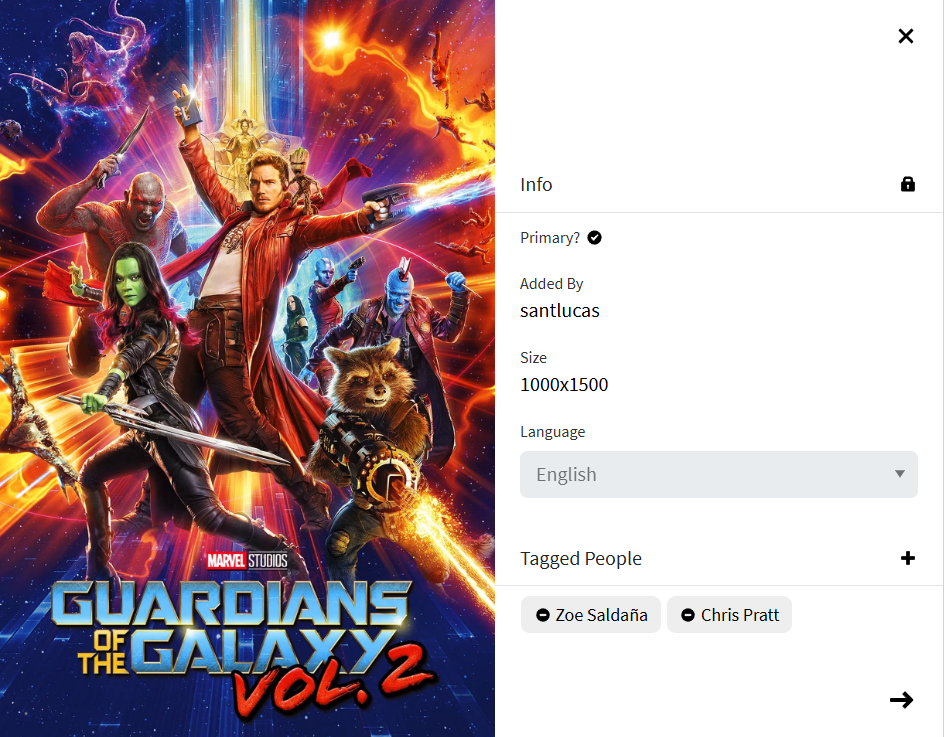 MARVEL STUDIOS
GUARDIANS
OF THE GALAXY
VOL. 2
Info
Primary?
Added By
santlucas
Size
1000x1500
Language
English
Tagged People
Zoe Saldaña Chris Pratt